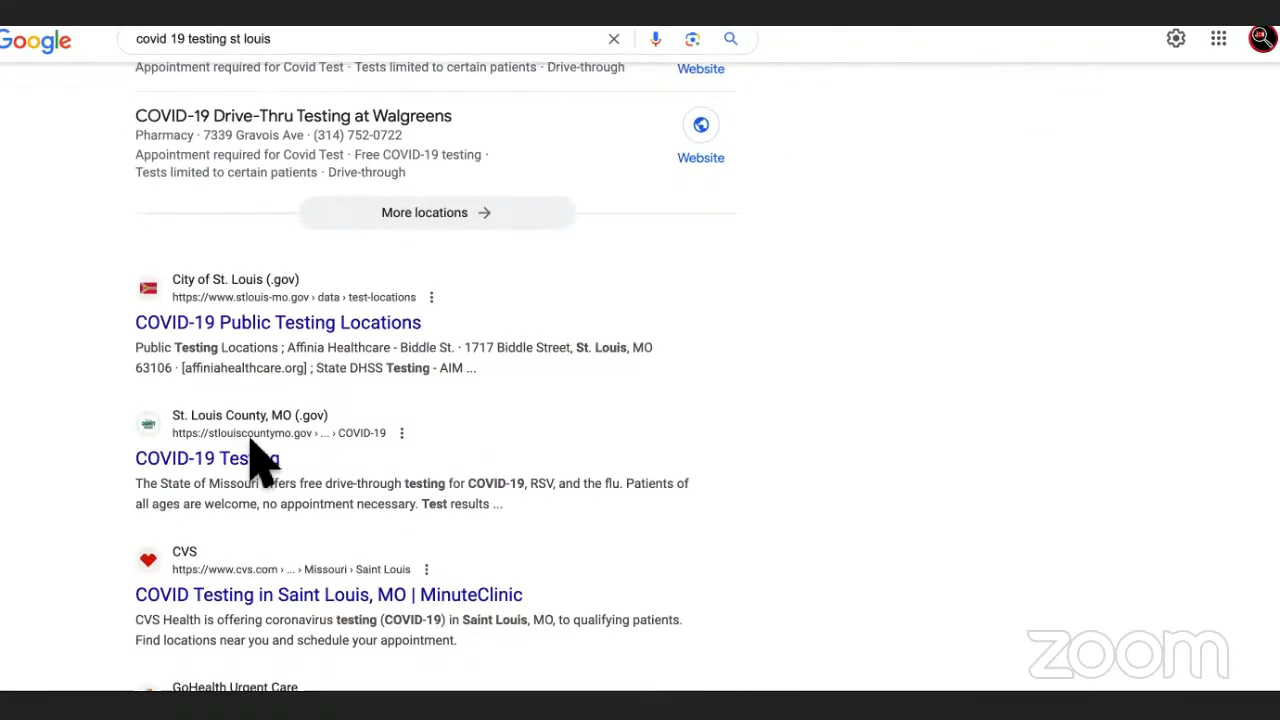 Google
covid 19 testing st louis
Appointment required for Covid Test · Tests limited to certain patients · Drive-through
Website
COVID-19 Drive-Thru Testing at Walgreens
Pharmacy · 7339 Gravois Ave · (314) 752-0722
Appointment required for Covid Test · Free COVID-19 testing ·
Tests limited to certain patients · Drive-through
Website
More locations →
City of St. Louis (.gov)
https://www.stlouis-mo.gov › data › test-locations
COVID-19 Public Testing Locations
Public Testing Locations ; Affinia Healthcare - Biddle St. · 1717 Biddle Street, St. Louis, MO
63106 · [affiniahealthcare.org] ; State DHSS Testing - AIM ...
St. Louis County, MO (.gov)
https://stlouiscountymo.gov › ... › COVID-19
COVID-19 Testing
The State of Missouri offers free drive-through testing for COVID-19, RSV, and the flu. Patients of
all ages are welcome, no appointment necessary. Test results ...
CVS
https://www.cvs.com › ... › Missouri › Saint Louis
COVID Testing in Saint Louis, MO | MinuteClinic
CVS Health is offering coronavirus testing (COVID-19) in Saint Louis, MO, to qualifying patients.
Find locations near you and schedule your appointment.
GoHealth Urgent Care
zoom